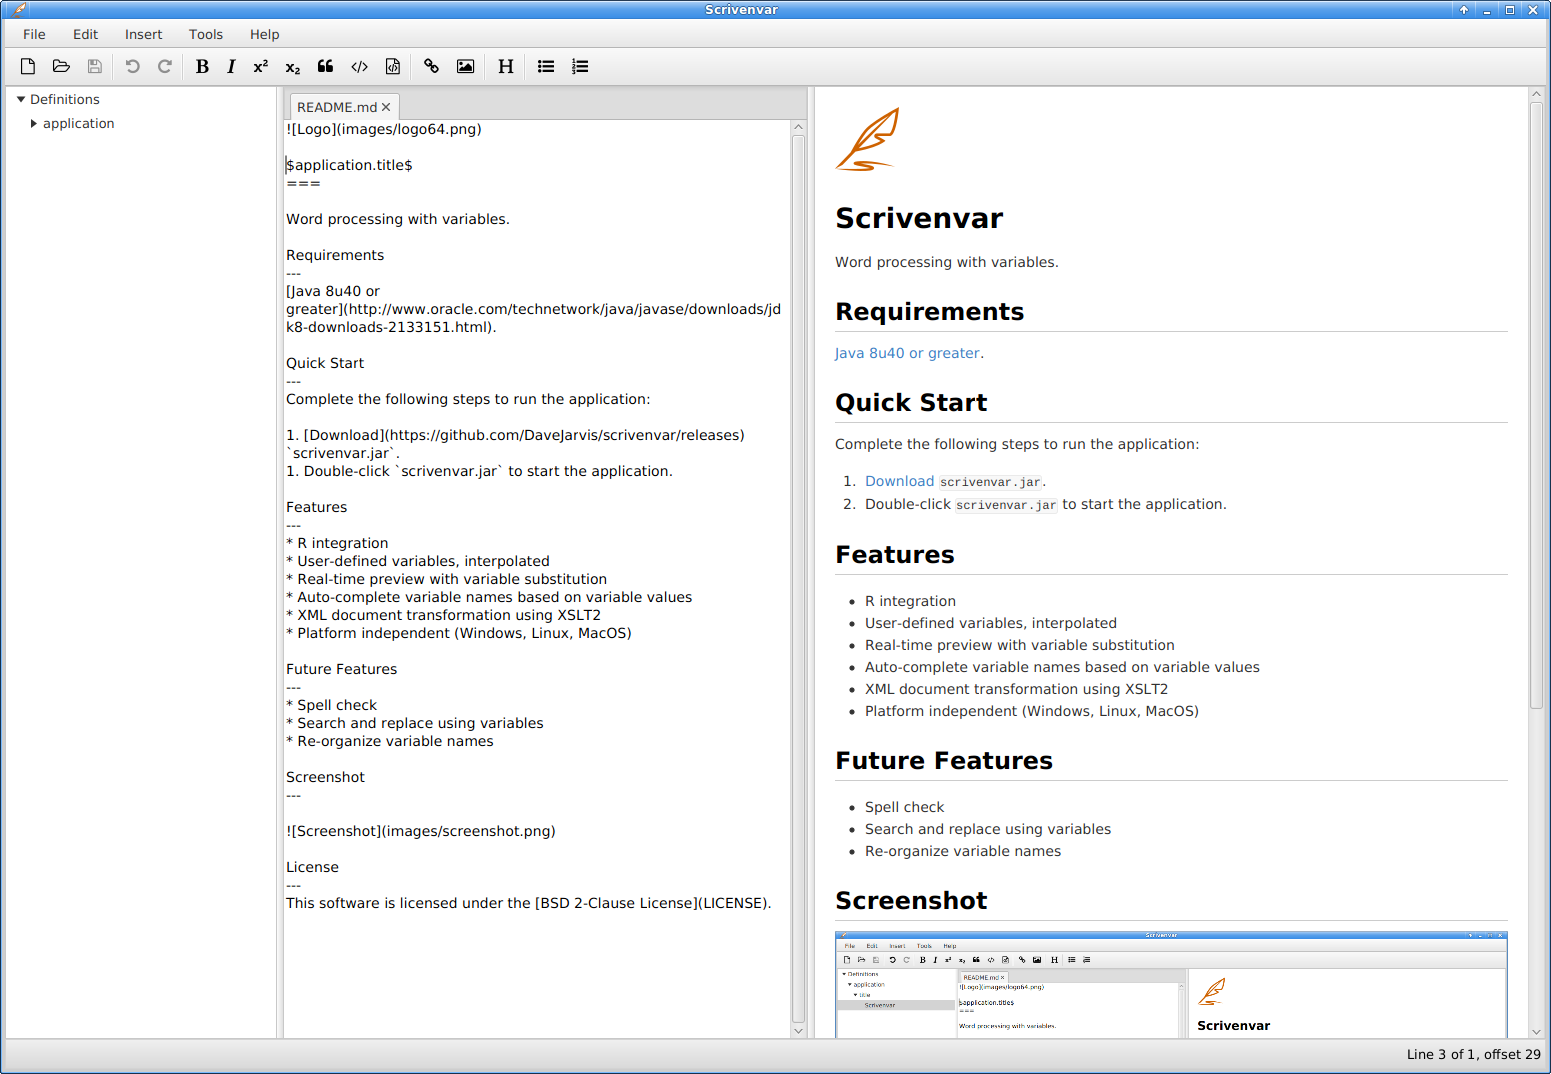 Scrivenvar
File Edit Insert Tools Help
B I x² x₂ H
Definitions
application
README.md
![Logo](images/logo64.png)
$application.title$
===
Word processing with variables.
Requirements
---
[Java 8u40 or
greater](http://www.oracle.com/technetwork/java/javase/downloads/jd
k8-downloads-2133151.html).
Quick Start
---
Complete the following steps to run the application:
1. [Download](https://github.com/DaveJarvis/scrivenvar/releases)
`scrivenvar.jar`.
1. Double-click `scrivenvar.jar` to start the application.
Features
---
* R integration
* User-defined variables, interpolated
* Real-time preview with variable substitution
* Auto-complete variable names based on variable values
* XML document transformation using XSLT2
* Platform independent (Windows, Linux, MacOS)
Future Features
---
* Spell check
* Search and replace using variables
* Re-organize variable names
Screenshot
---
![Screenshot](images/screenshot.png)
License
---
This software is licensed under the [BSD 2-Clause License](LICENSE).
Scrivenvar
Word processing with variables.
Requirements
Java 8u40 or greater.
Quick Start
Complete the following steps to run the application:
1. Download scrivenvar.jar.
2. Double-click scrivenvar.jar to start the application.
Features
• R integration
• User-defined variables, interpolated
• Real-time preview with variable substitution
• Auto-complete variable names based on variable values
• XML document transformation using XSLT2
• Platform independent (Windows, Linux, MacOS)
Future Features
• Spell check
• Search and replace using variables
• Re-organize variable names
Screenshot
Scrivenvar
File Edit Insert Tools Help
B I x² x₂ H
Definitions
application
title
Scrivenvar
README.md
![Logo](images/logo64.png)
$application.title$
===
Word processing with variables.
Scrivenvar
Line 3 of 1, offset 29